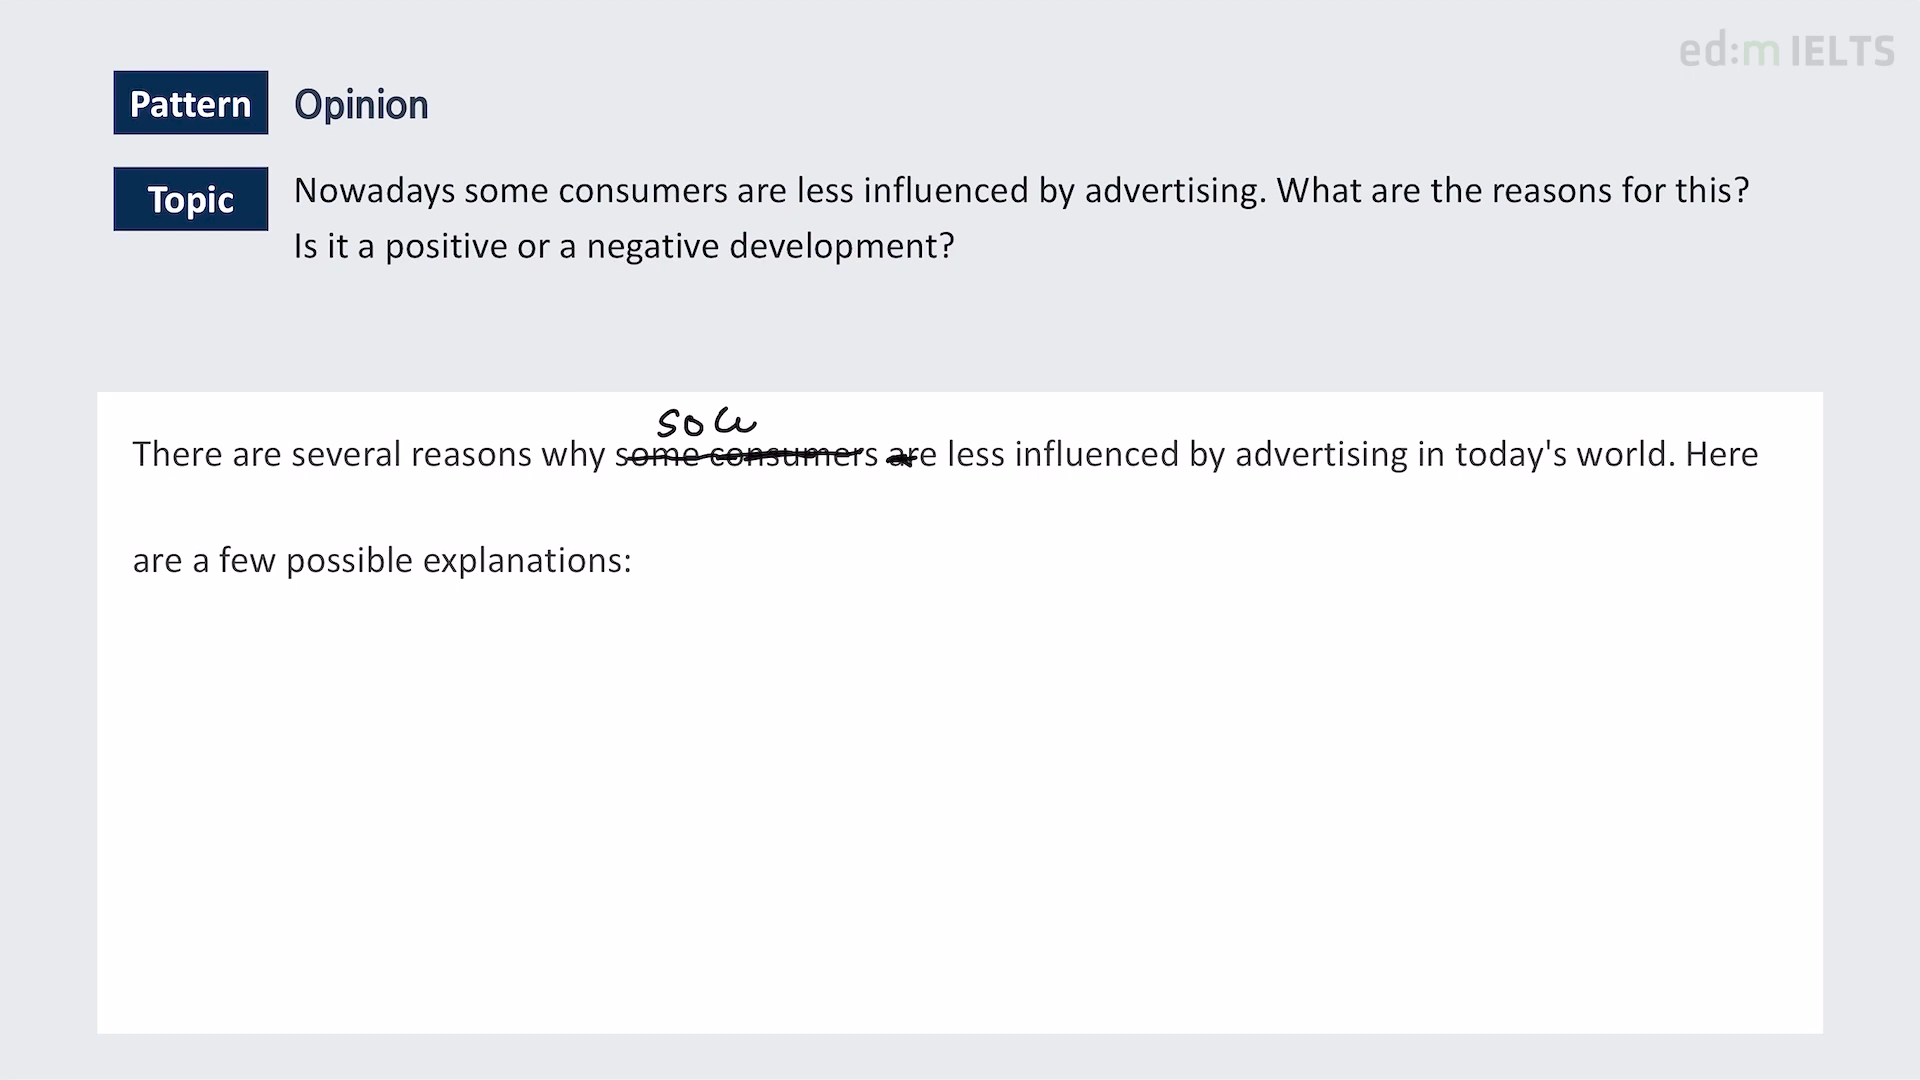 ed:m IELTS
Pattern Opinion
Topic Nowadays some consumers are less influenced by advertising. What are the reasons for this?
Is it a positive or a negative development?
There are several reasons why some consumers are less influenced by advertising in today's world. Here
are a few possible explanations: